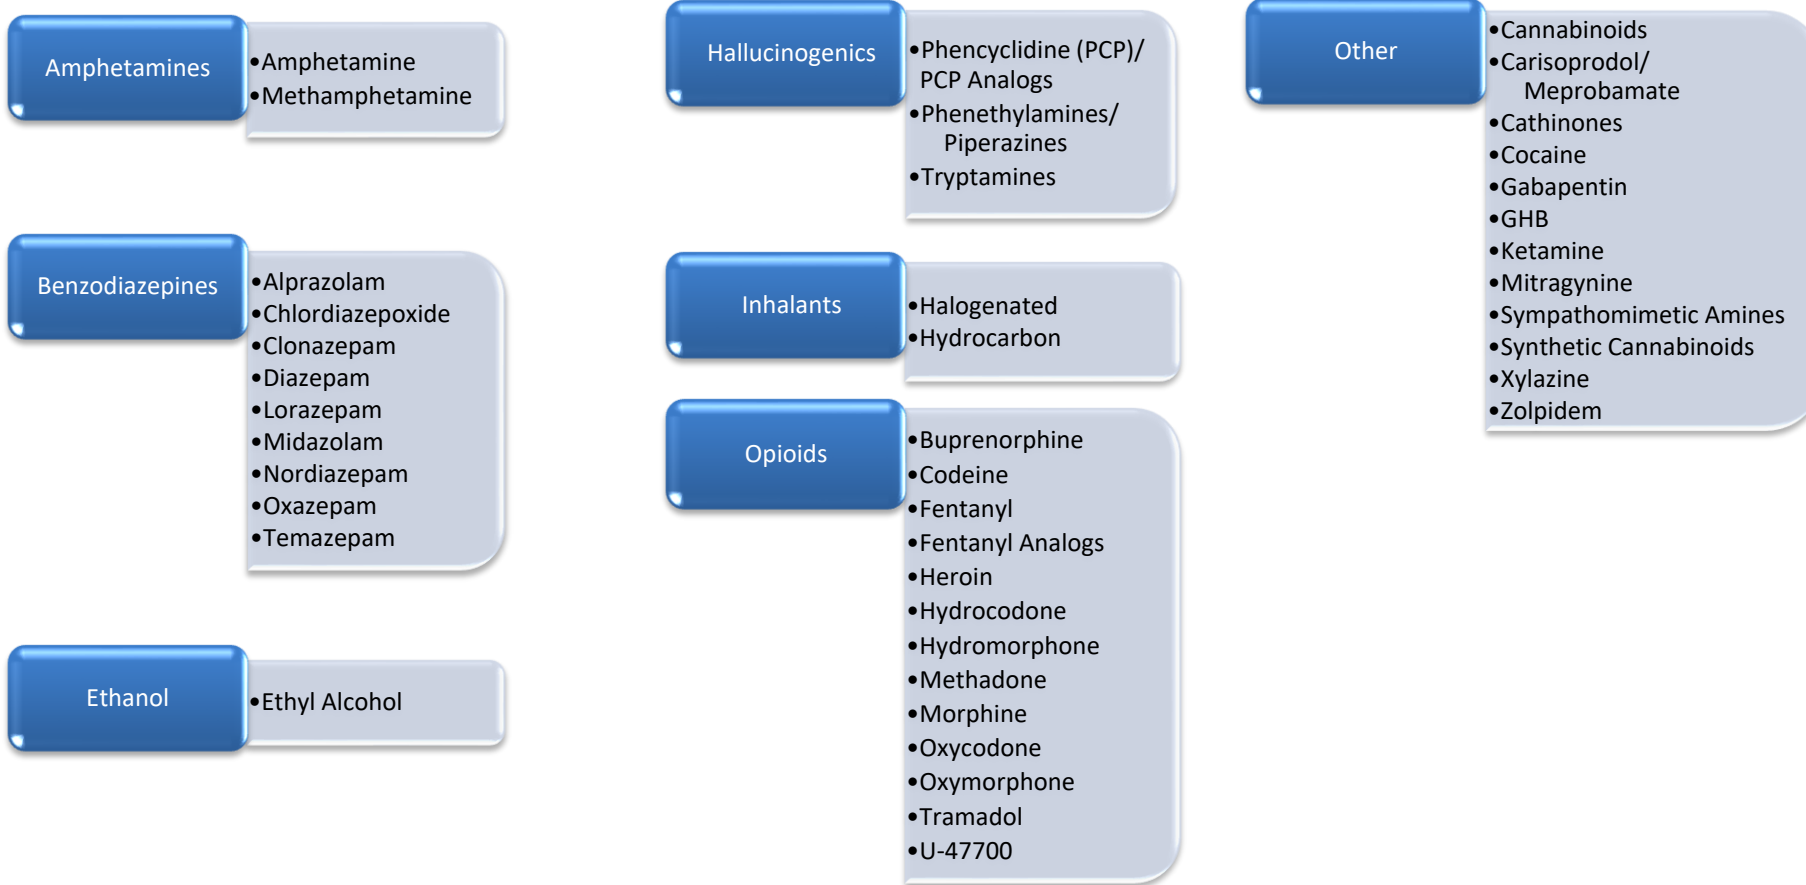 Amphetamines
•Amphetamine
•Methamphetamine
Benzodiazepines
•Alprazolam
•Chlordiazepoxide
•Clonazepam
•Diazepam
•Lorazepam
•Midazolam
•Nordiazepam
•Oxazepam
•Temazepam
Ethanol
•Ethyl Alcohol
Hallucinogenics
•Phencyclidine (PCP)/
PCP Analogs
•Phenethylamines/
Piperazines
•Tryptamines
Inhalants
•Halogenated
•Hydrocarbon
Opioids
•Buprenorphine
•Codeine
•Fentanyl
•Fentanyl Analogs
•Heroin
•Hydrocodone
•Hydromorphone
•Methadone
•Morphine
•Oxycodone
•Oxymorphone
•Tramadol
•U-47700
Other
•Cannabinoids
•Carisoprodol/
Meprobamate
•Cathinones
•Cocaine
•Gabapentin
•GHB
•Ketamine
•Mitragynine
•Sympathomimetic Amines
•Synthetic Cannabinoids
•Xylazine
•Zolpidem